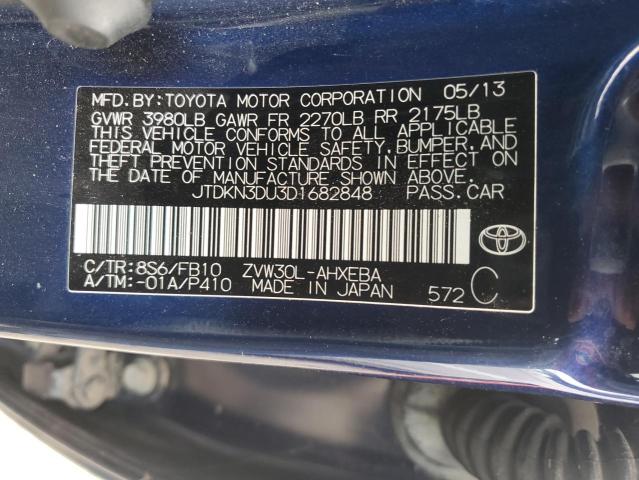 MFD. BY: TOYOTA MOTOR CORPORATION 05/13
GVWR 3980LB GAWR FR 2270LB RR 2175LB
THIS VEHICLE CONFORMS TO ALL APPLICABLE
FEDERAL MOTOR VEHICLE SAFETY, BUMPER, AND
THEFT PREVENTION STANDARDS IN EFFECT ON
THE DATE OF MANUFACTURE SHOWN ABOVE.
JTDKN3DU3D1682848 PASS. CAR
C/TR: 8S6/FB10 ZVW30L-AHXEBA
A/TM: -01A/P410 MADE IN JAPAN 572 C